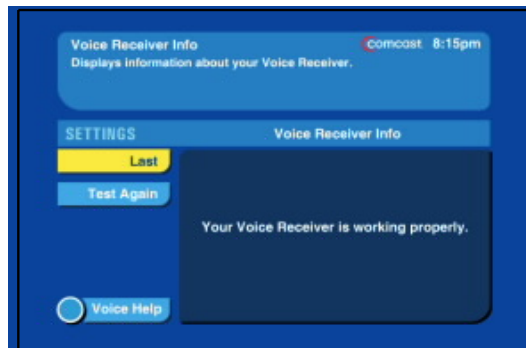 Voice Receiver Info comcast 8:15pm
Displays information about your Voice Receiver.
SETTINGS Voice Receiver Info
Last
Test Again
Your Voice Receiver is working properly.
Voice Help